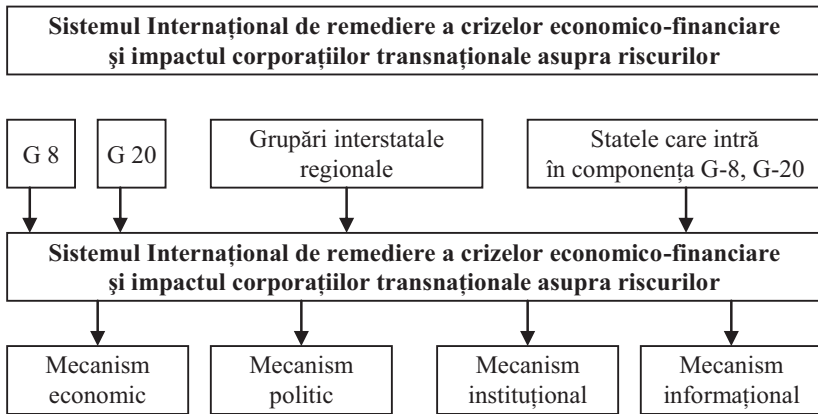 Sistemul Internațional de remediere a crizelor economico-financiare
şi impactul corporațiilor transnaționale asupra riscurilor
G 8
G 20
Grupări interstatale
regionale
Statele care intră
în componența G-8, G-20
Sistemul Internațional de remediere a crizelor economico-financiare
şi impactul corporațiilor transnaționale asupra riscurilor
Mecanism
economic
Mecanism
politic
Mecanism
instituțional
Mecanism
informațional